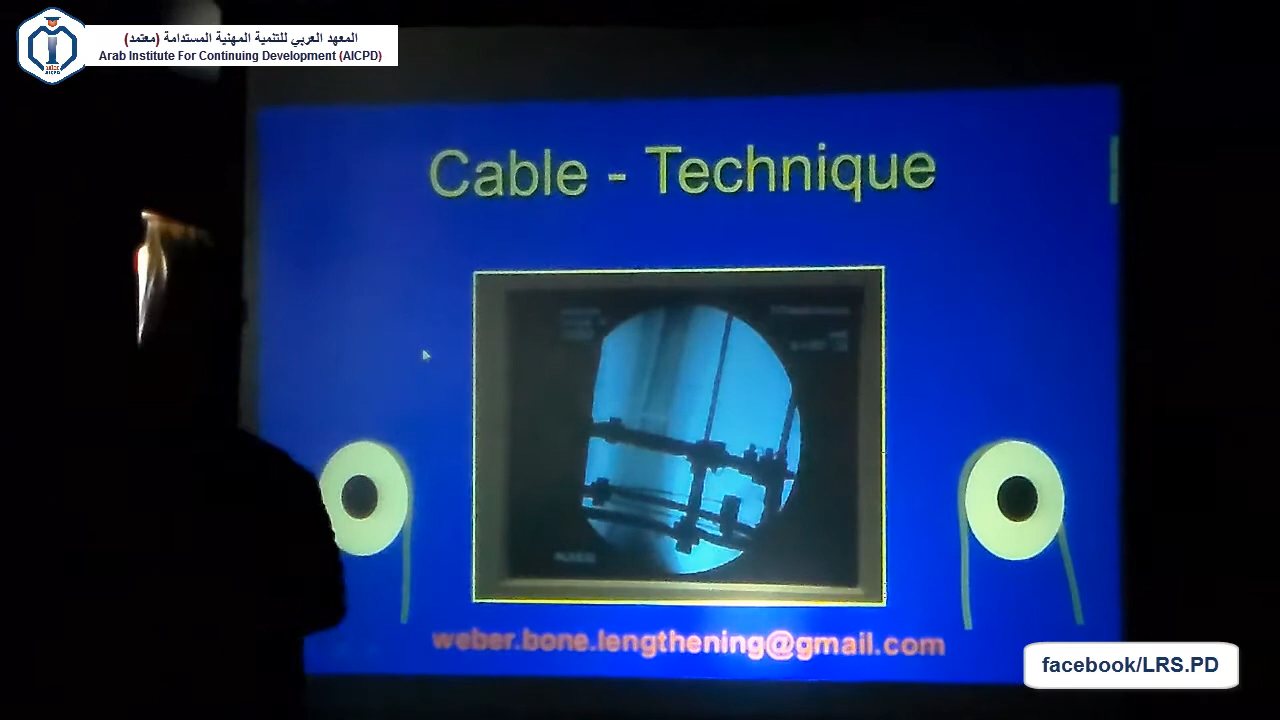 المعهد العربي للتنمية المهنية المستدامة (معتمد)
Arab Institute For Continuing Development (AICPD)
AICPD
Cable - Technique
weber.bone.lengthening@gmail.com
facebook/LRS.PD